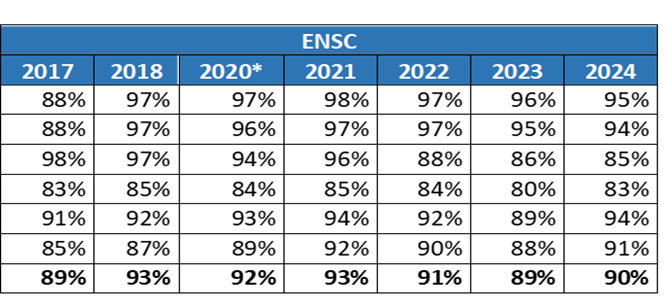 ENSC
2017 2018 2020* 2021 2022 2023 2024
88% 97% 97% 98% 97% 96% 95%
88% 97% 96% 97% 97% 95% 94%
98% 97% 94% 96% 88% 86% 85%
83% 85% 84% 85% 84% 80% 83%
91% 92% 93% 94% 92% 89% 94%
85% 87% 89% 92% 90% 88% 91%
89% 93% 92% 93% 91% 89% 90%